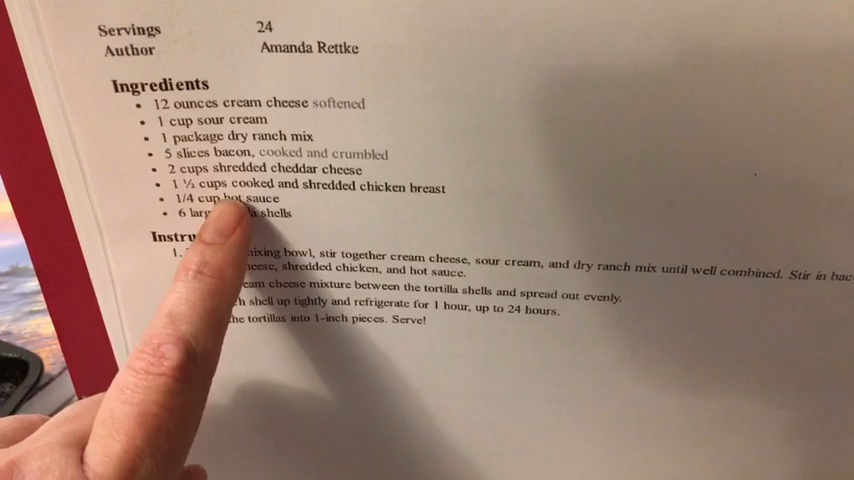 Servings 24
Author Amanda Rettke
Ingredients
• 12 ounces cream cheese softened
• 1 cup sour cream
• 1 package dry ranch mix
• 5 slices bacon, cooked and crumbled
• 2 cups shredded cheddar cheese
• 1 ½ cups cooked and shredded chicken breast
• 1/4 cup hot sauce
• 6 shells
1. mixing bowl, stir together cream cheese, sour cream, and dry ranch mix until well combined. Stir in
shredded chicken, and hot sauce.
cheese mixture between the tortilla shells and spread out evenly.
shell up tightly and refrigerate for 1 hour, up to 24 hours.
the tortillas into 1-inch pieces. Serve!